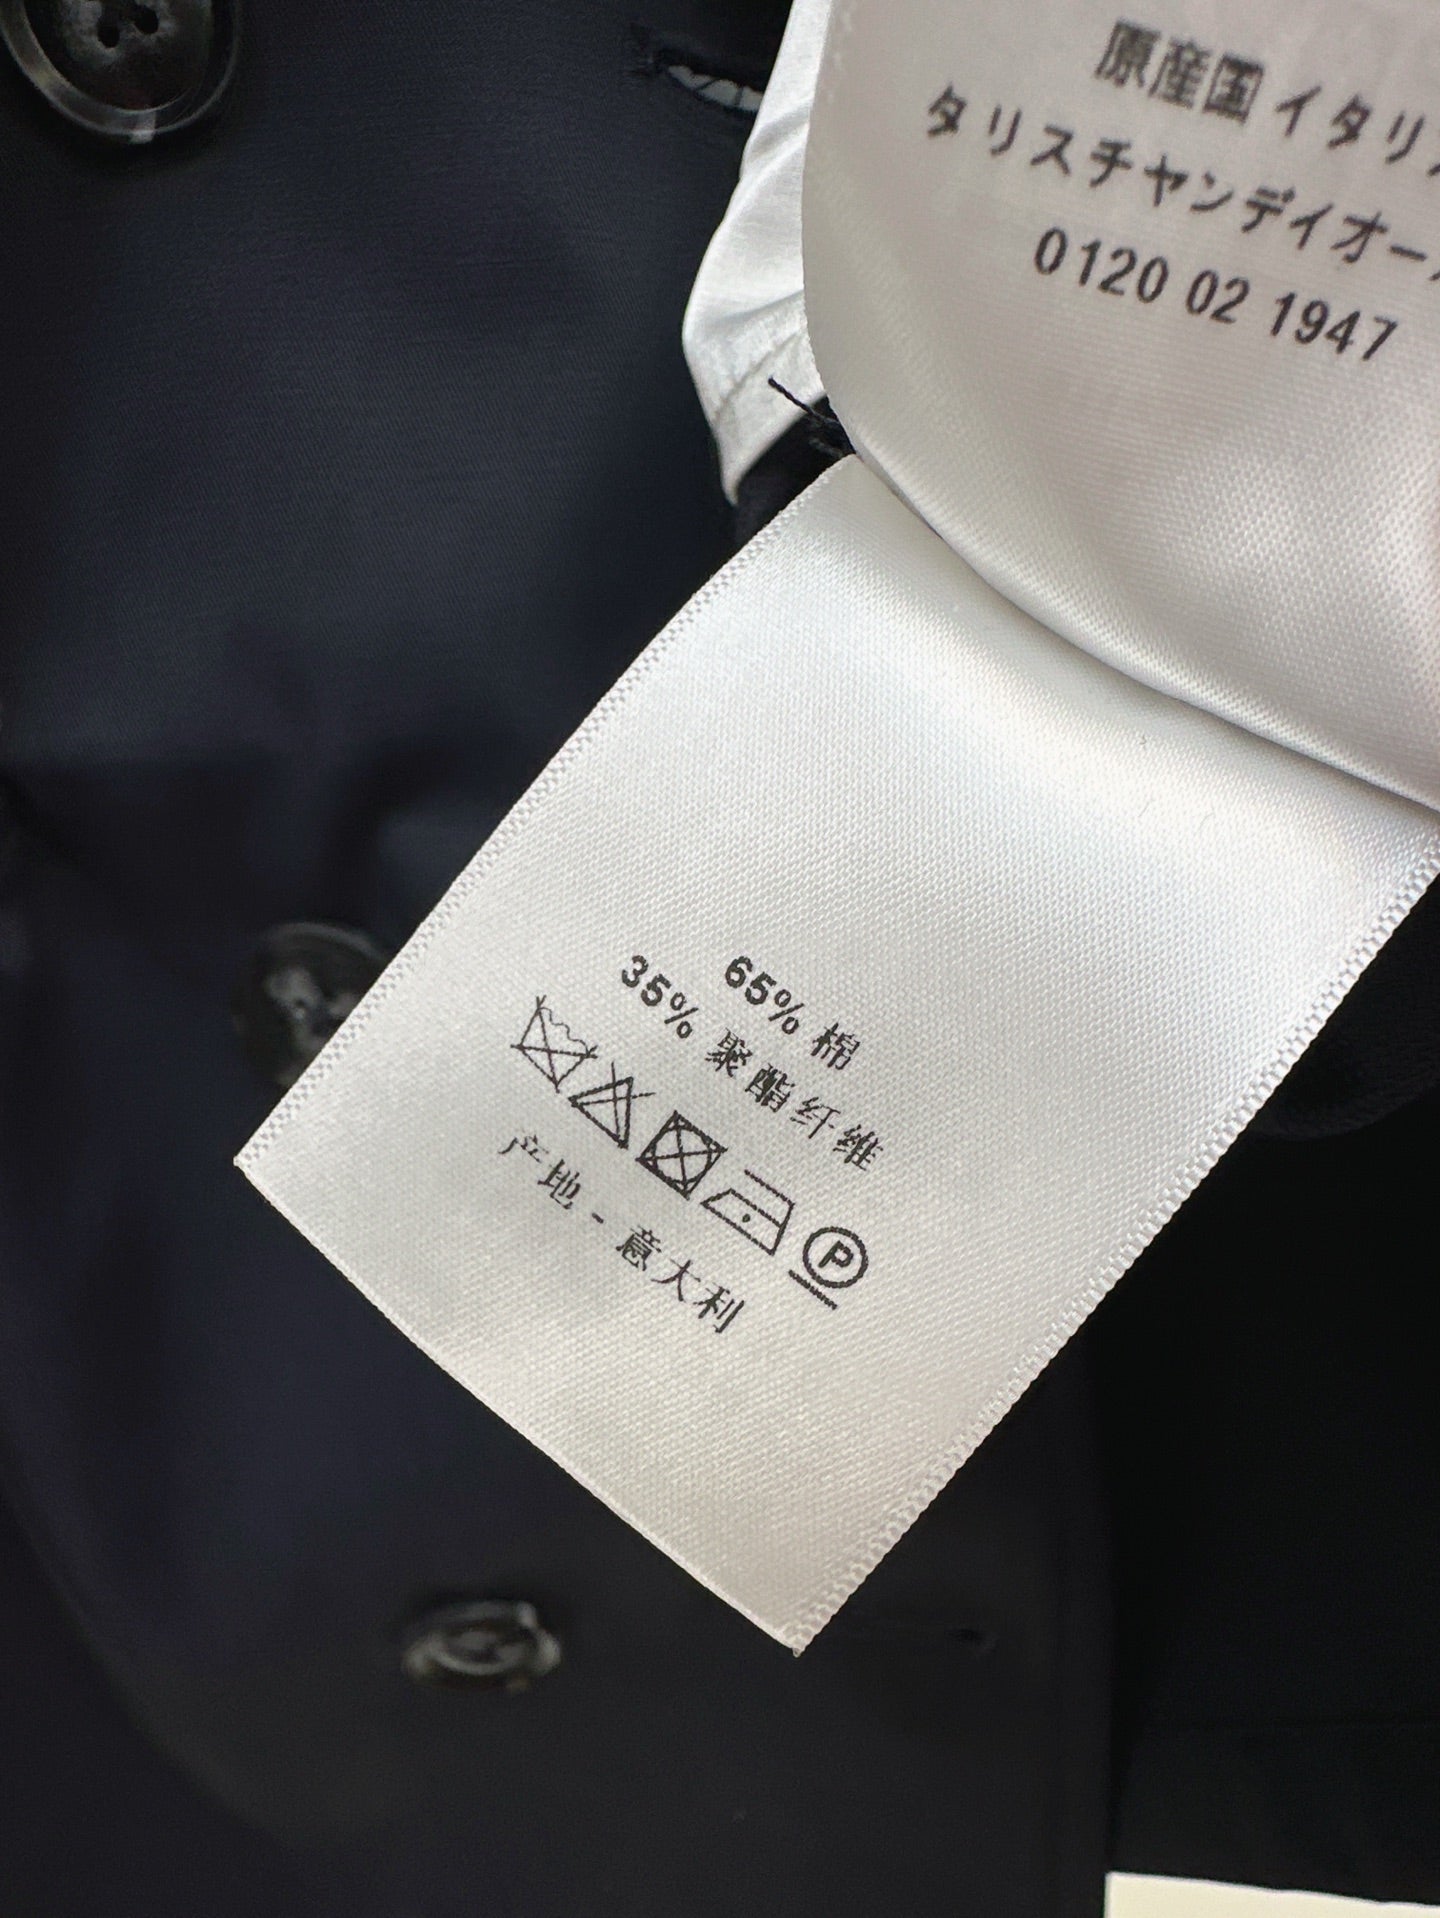 原産国 イタリ
タリスチャンディオー
0120 02 1947
65% 棉
35% 聚酯纤维
P
产地 - 意大利